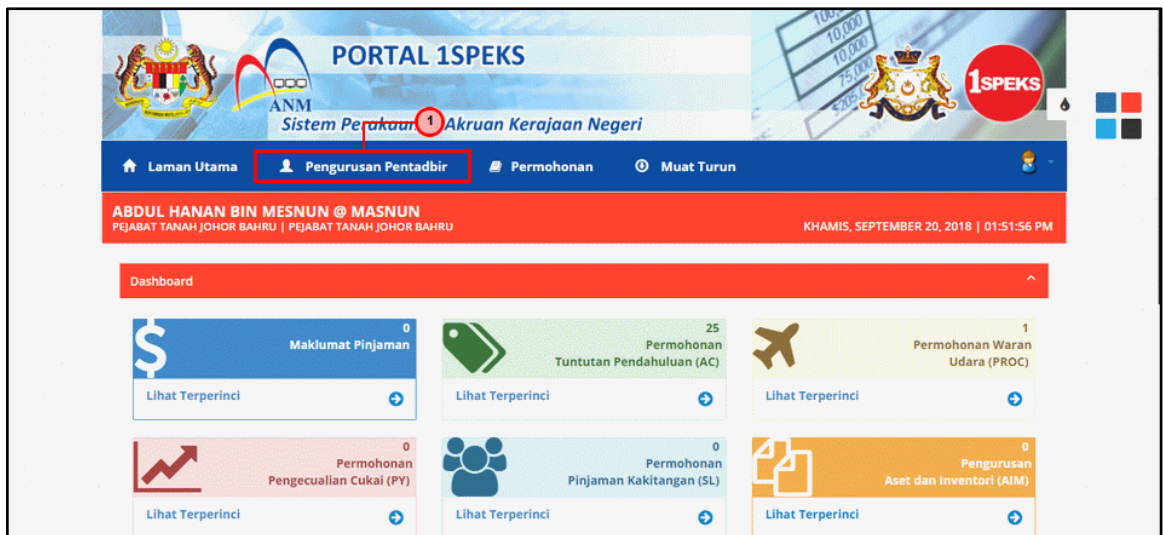 PORTAL 1SPEKS
ANM
Sistem Perakaunan Akruan Kerajaan Negeri
1SPEKS
1
Laman Utama
Pengurusan Pentadbir
Permohonan
Muat Turun
ABDUL HANAN BIN MESNUN @ MASNUN
PEJABAT TANAH JOHOR BAHRU | PEJABAT TANAH JOHOR BAHRU
KHAMIS, SEPTEMBER 20, 2018 | 01:51:56 PM
Dashboard
0
Maklumat Pinjaman
Lihat Terperinci
25
Permohonan
Tuntutan Pendahuluan (AC)
Lihat Terperinci
1
Permohonan Waran
Udara (PROC)
Lihat Terperinci
0
Permohonan
Pengecualian Cukai (PY)
Lihat Terperinci
0
Permohonan
Pinjaman Kakitangan (SL)
Lihat Terperinci
0
Pengurusan
Aset dan Inventori (AIM)
Lihat Terperinci